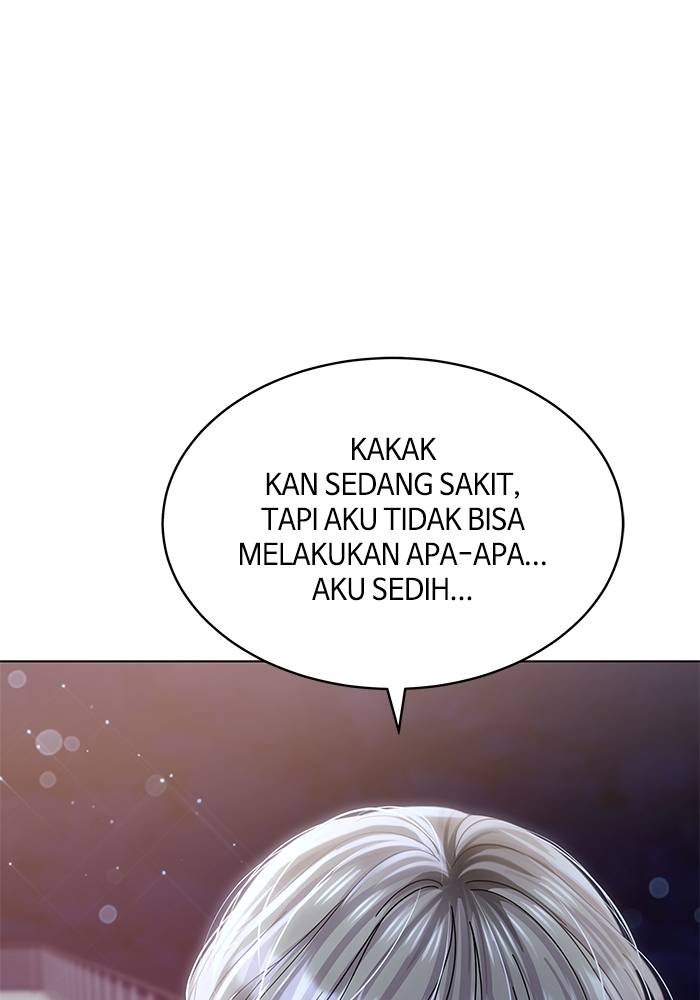 KAKAK
KAN SEDANG SAKIT,
TAPI AKU TIDAK BISA
MELAKUKAN APA-APA...
AKU SEDIH...